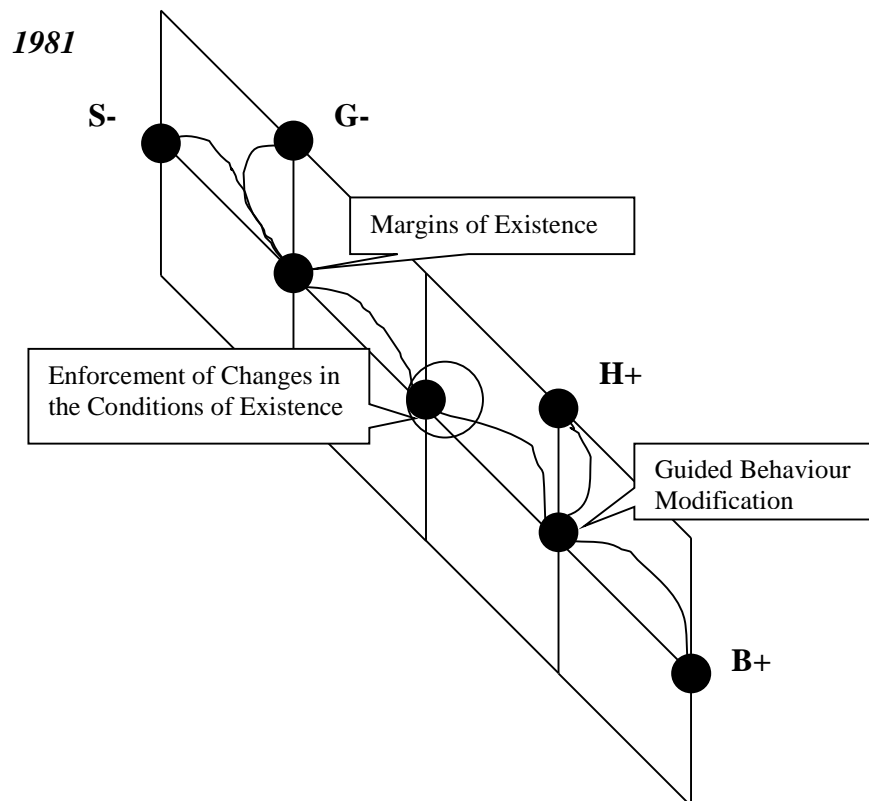 1981
S-
G-
Margins of Existence
Enforcement of Changes in
the Conditions of Existence
H+
Guided Behaviour
Modification
B+